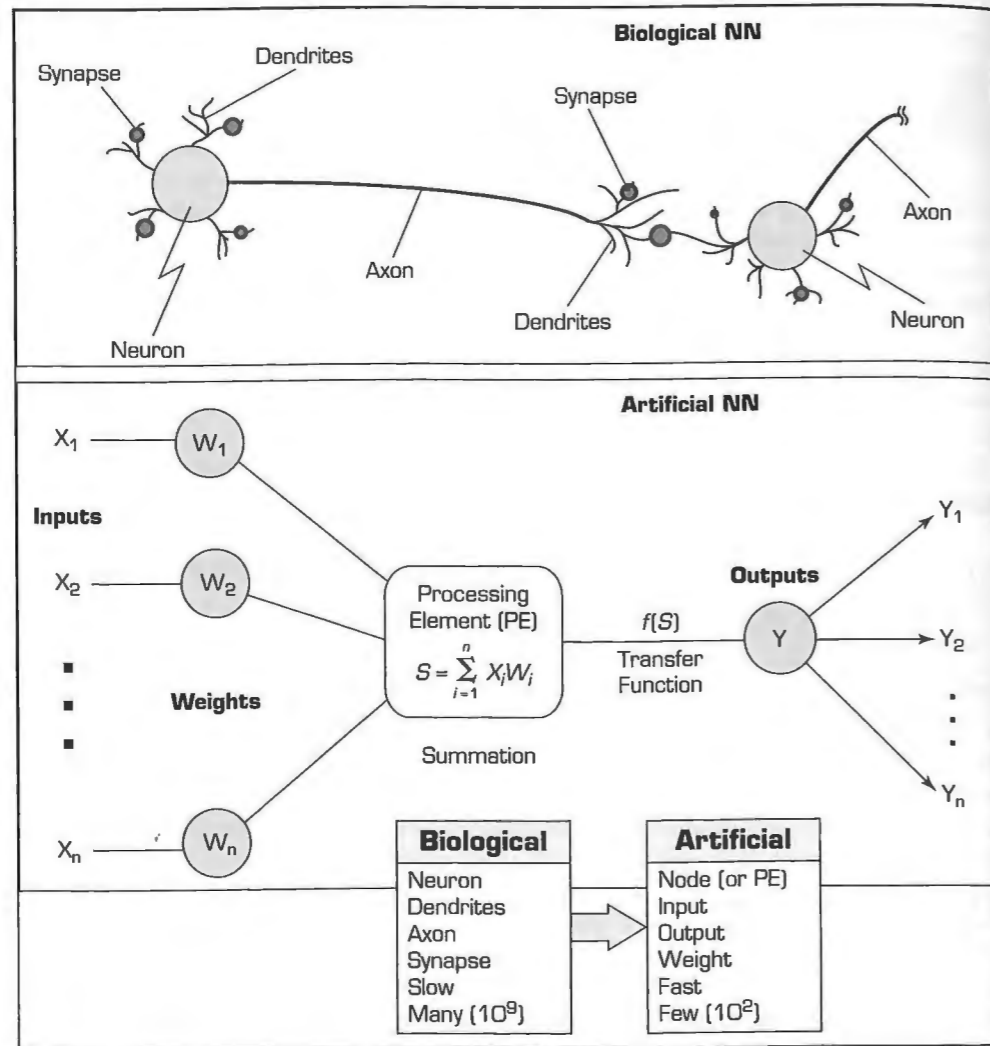 Biological NN
Dendrites
Synapse
Synapse
Axon
Axon
Dendrites
Neuron
Neuron
Artificial NN
X₁
W₁
Inputs
Y₁
X₂
W₂
Processing
Element (PE)
S = ∑ⁿᵢ₌₁ XᵢWᵢ
Outputs
f(S)
Transfer
Function
Y
Y₂
Weights
Summation
Yₙ
Xₙ
Wₙ
Biological
Neuron
Dendrites
Axon
Synapse
Slow
Many (10⁹)
Artificial
Node (or PE)
Input
Output
Weight
Fast
Few (10²)